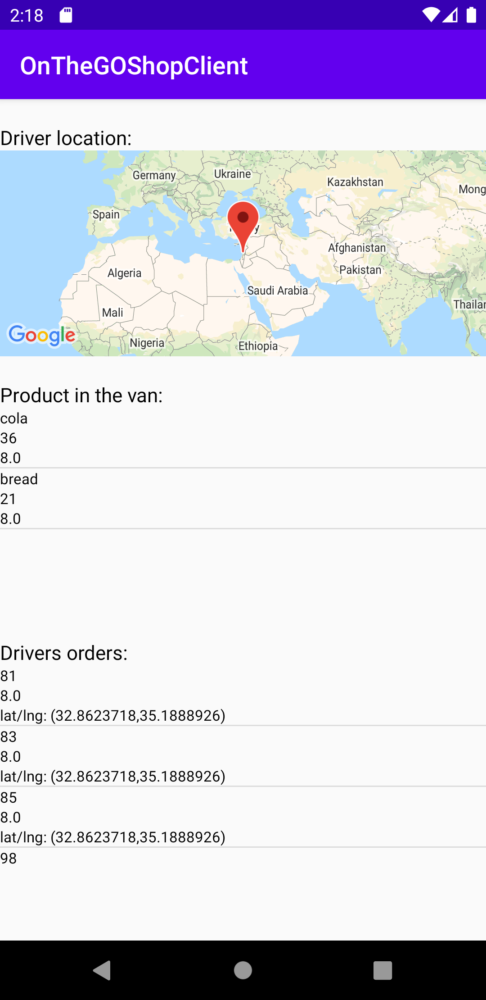 2:18
OnTheGOShopClient
Driver location:
Germany
Ukraine
Kazakhstan
Mong
Spain
Afghanistan
Pakistan
Algeria
Saudi Arabia
Thailan
Mali
Google
Nigeria
Ethiopia
Product in the van:
cola
36
8.0
bread
21
8.0
Drivers orders:
81
8.0
lat/lng: (32.8623718,35.1888926)
83
8.0
lat/lng: (32.8623718,35.1888926)
85
8.0
lat/lng: (32.8623718,35.1888926)
98